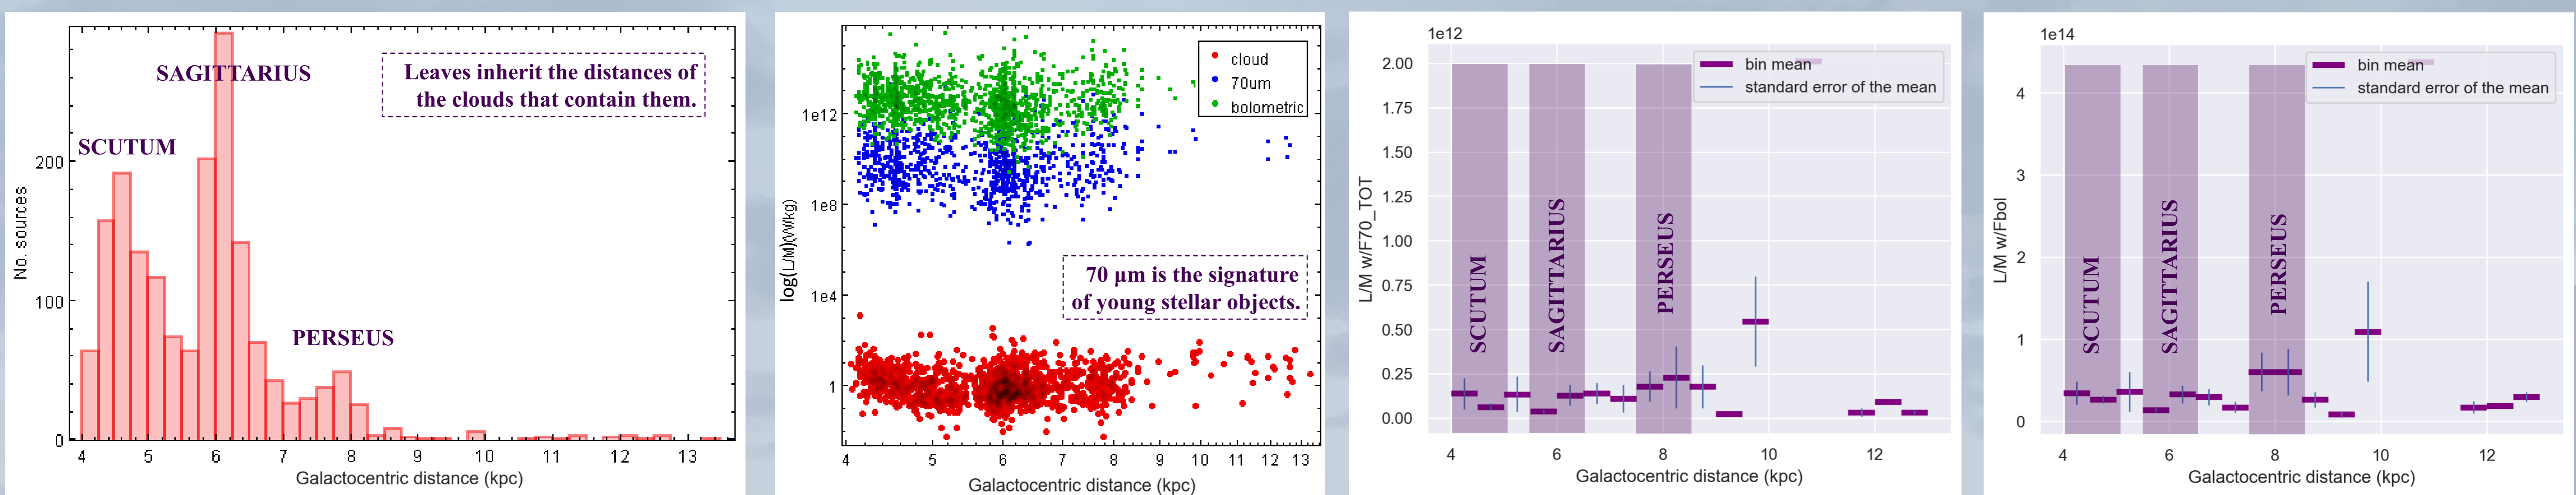 SAGITTARIUS
SCUTUM
PERSEUS
Leaves inherit the distances of
the clouds that contain them.
200
100
0
No. sources
4 5 6 7 8 9 10 11 12 13
Galactocentric distance (kpc)
cloud
70um
bolometric
1e12
1e8
1e4
1
log(L/M)(W/kg)
70 µm is the signature
of young stellar objects.
4 5 6 7 8 9 10 11 12 13
Galactocentric distance (kpc)
1e12
bin mean
standard error of the mean
2.00
1.75
1.50
1.25
1.00
0.75
0.50
0.25
0.00
L/M w/F70_TOT
SCUTUM
SAGITTARIUS
PERSEUS
4 6 8 10 12
Galactocentric distance (kpc)
1e14
bin mean
standard error of the mean
4
3
2
1
0
L/M w/Fbol
SCUTUM
SAGITTARIUS
PERSEUS
4 6 8 10 12
Galactocentric distance (kpc)